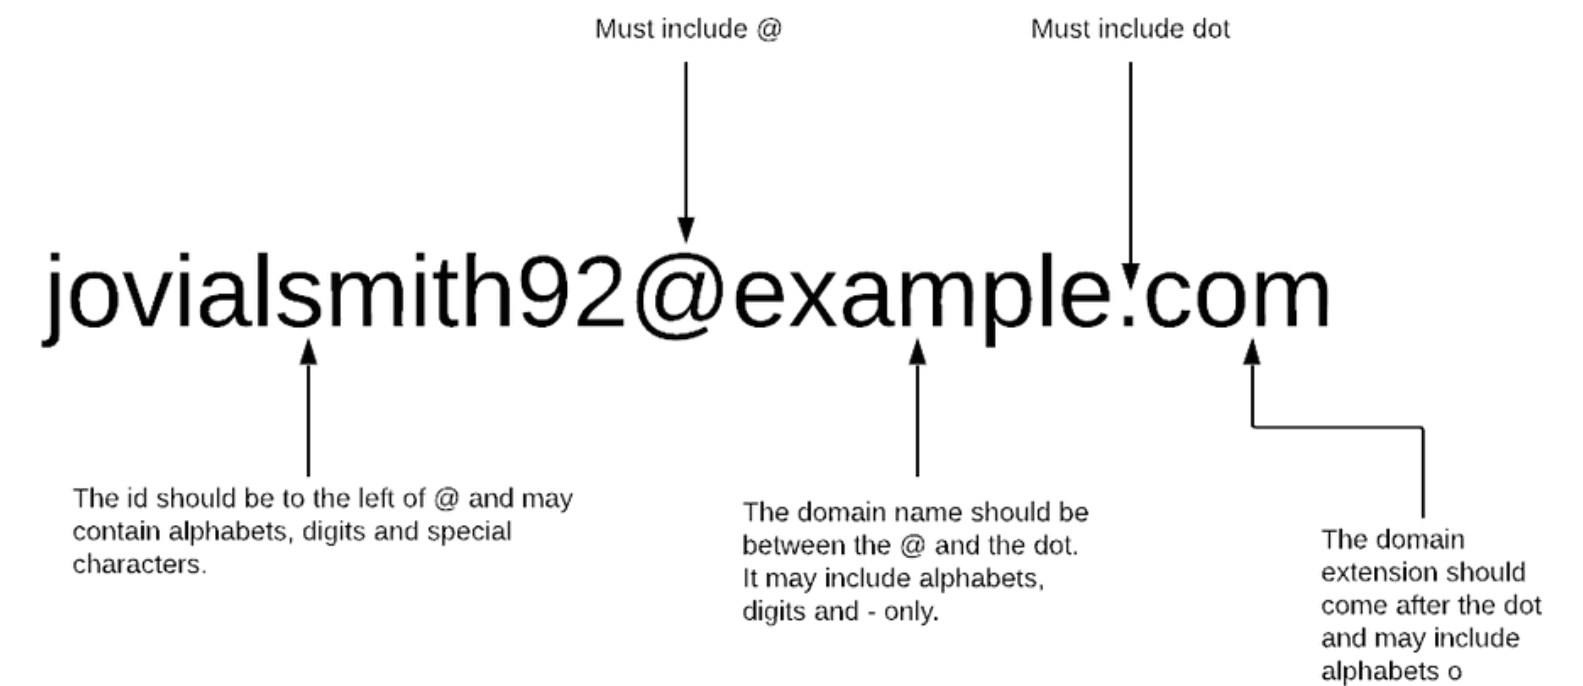 Must include @
Must include dot
jovialsmith92@example.com
The id should be to the left of @ and may
contain alphabets, digits and special
characters.
The domain name should be
between the @ and the dot.
It may include alphabets,
digits and - only.
The domain
extension should
come after the dot
and may include
alphabets o